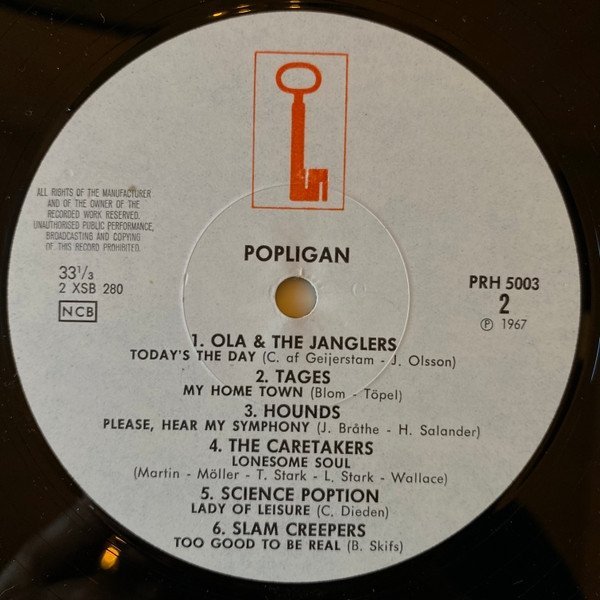 POPLIGAN
ALL RIGHTS OF THE MANUFACTURER
AND OF THE OWNER OF THE
RECORDED WORK RESERVED.
UNAUTHORISED PUBLIC PERFORMANCE,
BROADCASTING AND COPYING
OF THIS RECORD PROHIBITED.
33 1/3
2 XSB 280
NCB
PRH 5003
2
Ⓟ 1967
1. OLA & THE JANGLERS
TODAY'S THE DAY (C. af Geijerstam - J. Olsson)
2. TAGES
MY HOME TOWN (Blom - Töpel)
3. HOUNDS
PLEASE, HEAR MY SYMPHONY (J. Bråthe - H. Salander)
4. THE CARETAKERS
LONESOME SOUL
(Martin - Möller - T. Stark - L. Stark - Wallace)
5. SCIENCE POPTION
LADY OF LEISURE (C. Dieden)
6. SLAM CREEPERS
TOO GOOD TO BE REAL (B. Skifs)